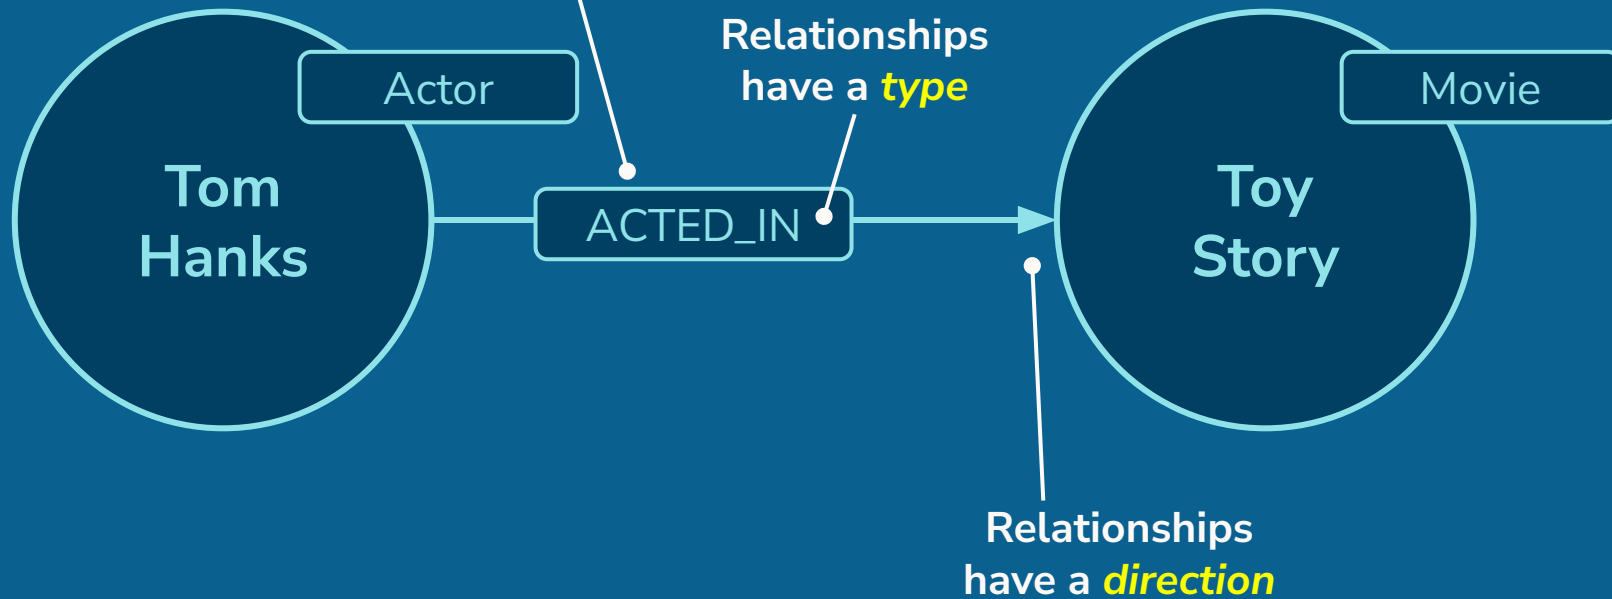 Relationships
have a type
Actor
Movie
Tom
Hanks
ACTED_IN
Toy
Story
Relationships
have a direction